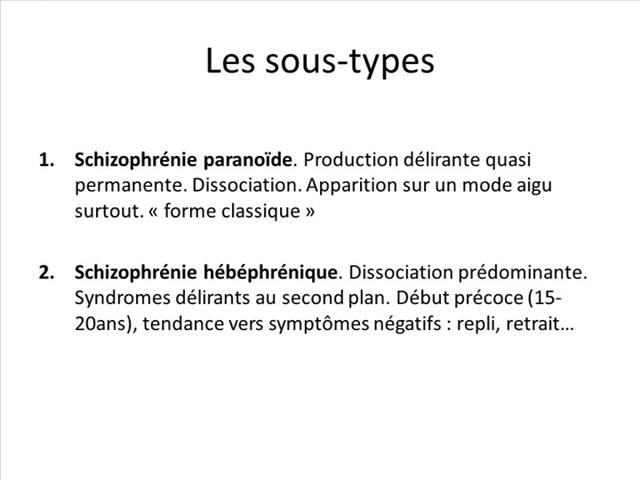 Les sous-types
1. Schizophrénie paranoïde. Production délirante quasi
permanente. Dissociation. Apparition sur un mode aigu
surtout. « forme classique »
2. Schizophrénie hébéphrénique. Dissociation prédominante.
Syndromes délirants au second plan. Début précoce (15-
20ans), tendance vers symptômes négatifs : repli, retrait…